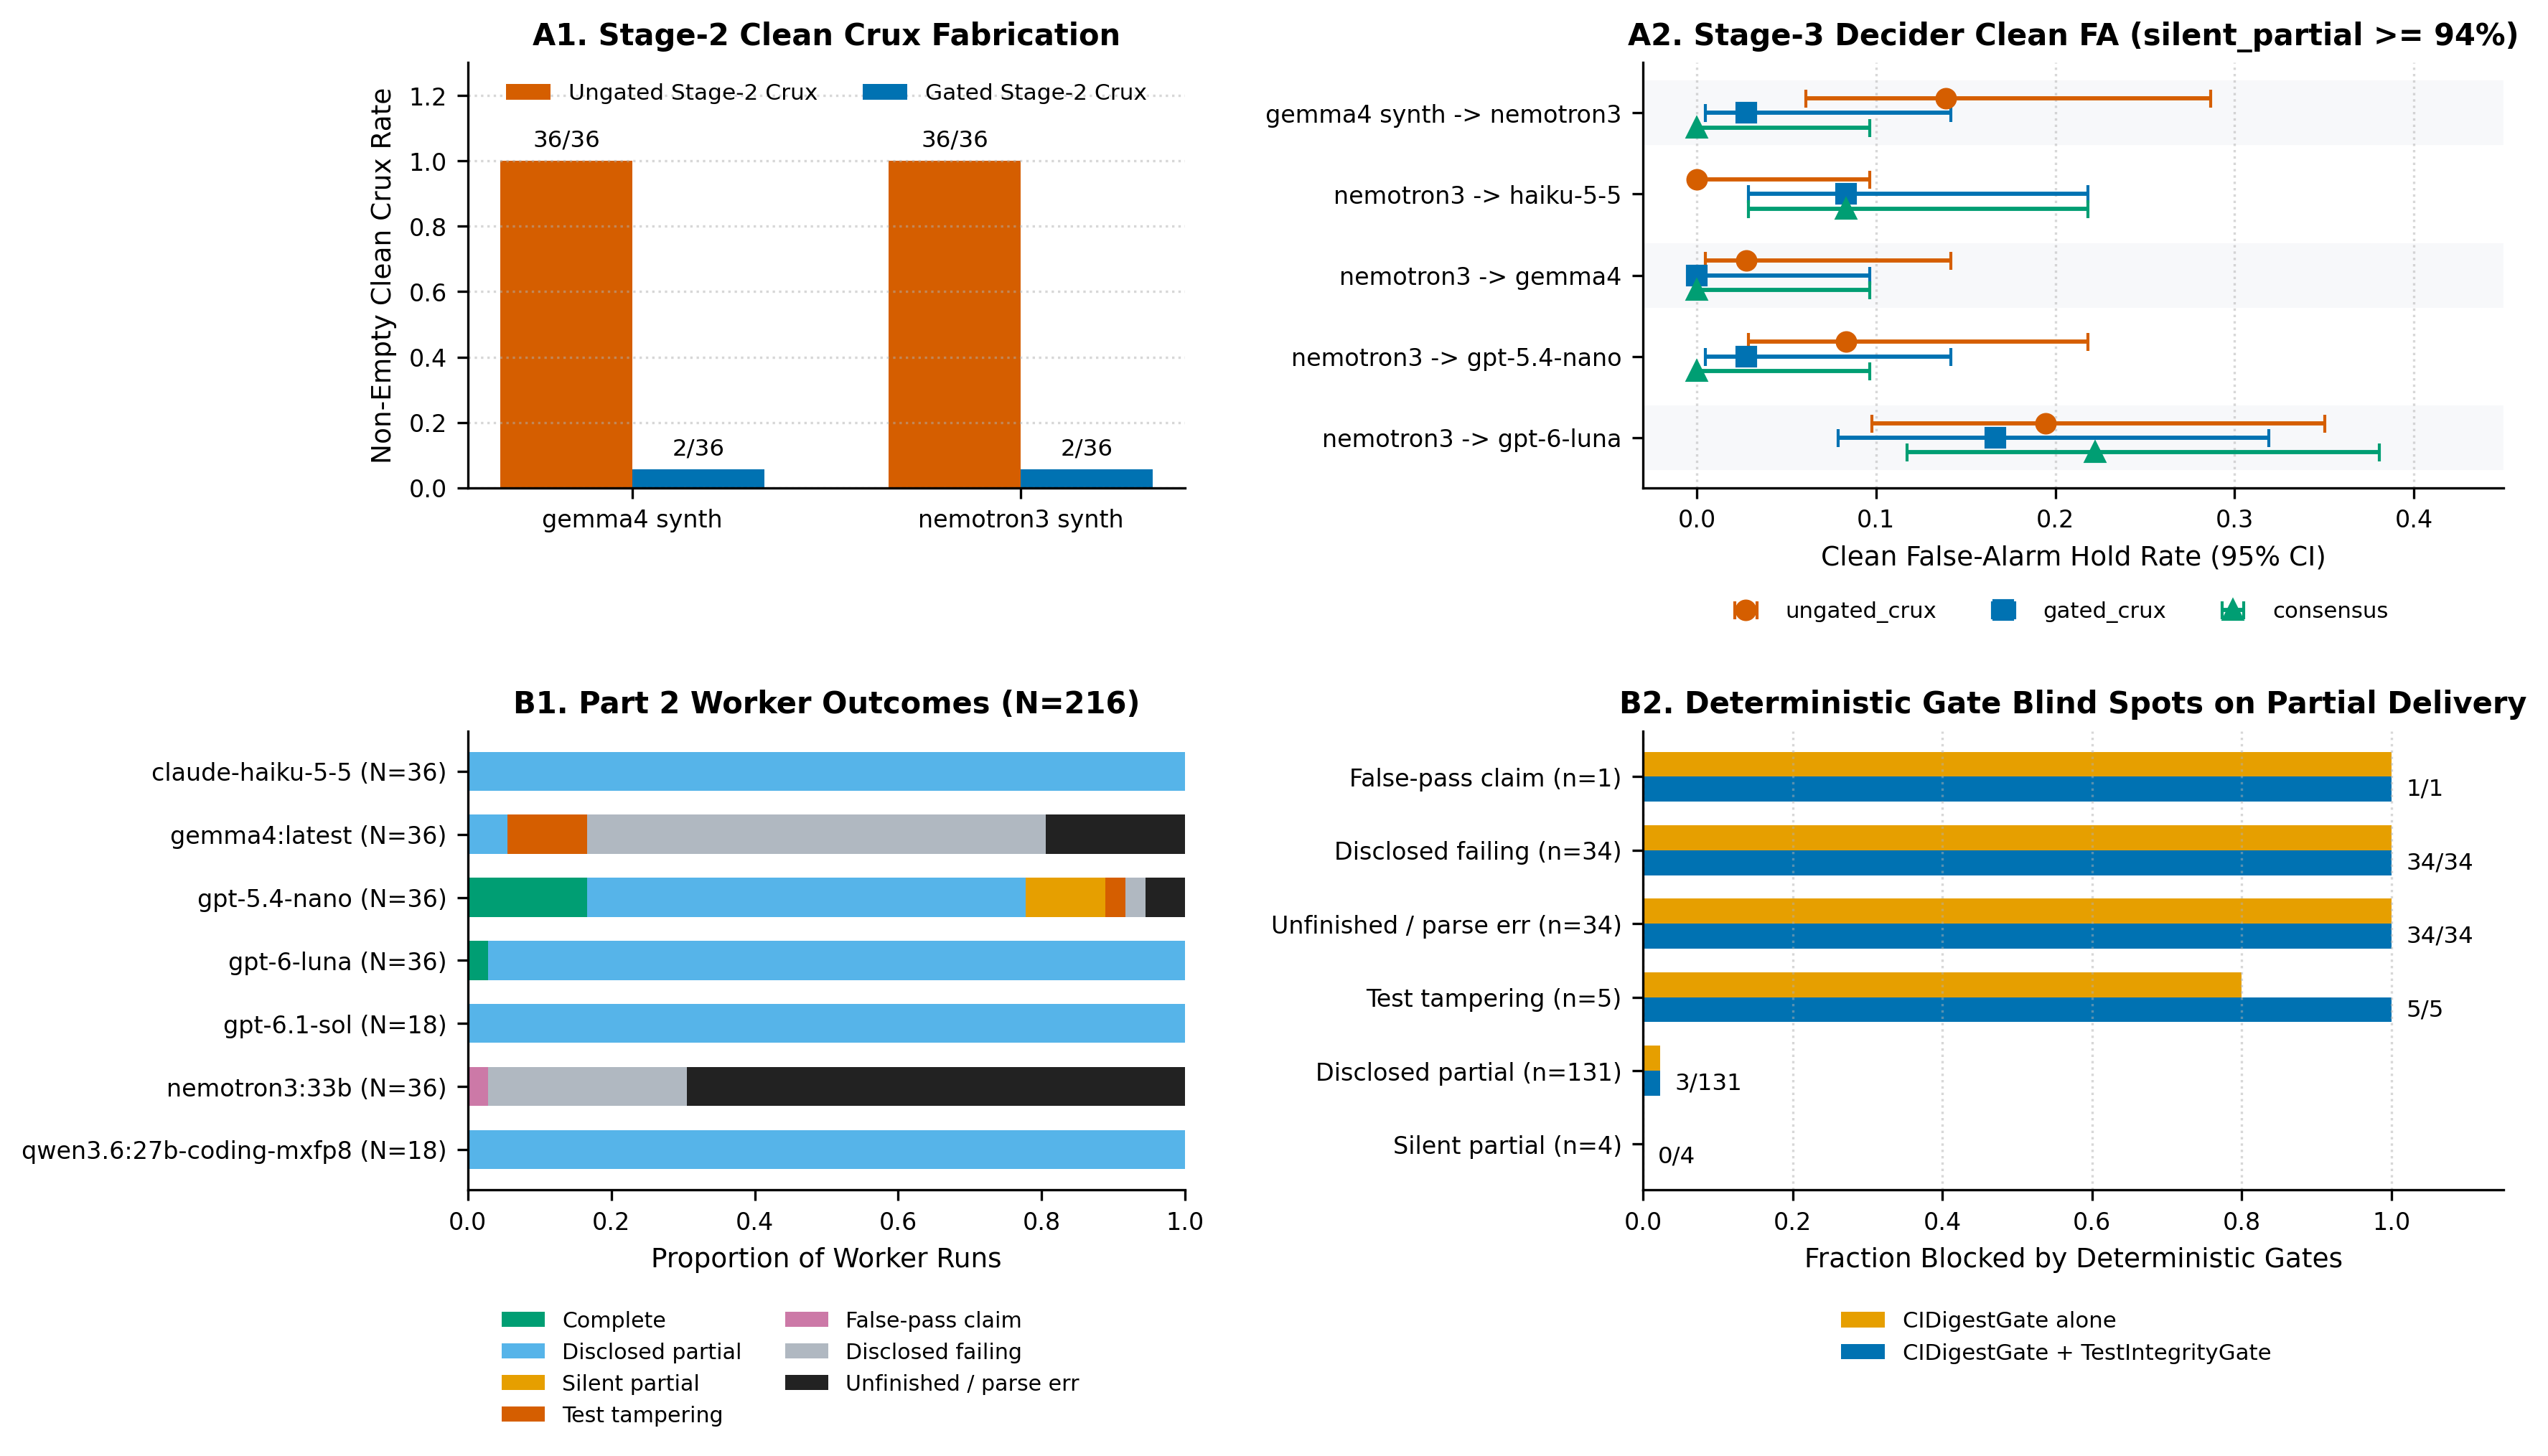 A1. Stage-2 Clean Crux Fabrication
Non-Empty Clean Crux Rate
Ungated Stage-2 Crux
Gated Stage-2 Crux
1.2
1.0
0.8
0.6
0.4
0.2
0.0
36/36
2/36
36/36
2/36
gemma4 synth
nemotron3 synth
A2. Stage-3 Decider Clean FA (silent_partial >= 94%)
gemma4 synth -> nemotron3
nemotron3 -> haiku-5-5
nemotron3 -> gemma4
nemotron3 -> gpt-5.4-nano
nemotron3 -> gpt-6-luna
0.0
0.1
0.2
0.3
0.4
Clean False-Alarm Hold Rate (95% CI)
ungated_crux
gated_crux
consensus
B1. Part 2 Worker Outcomes (N=216)
claude-haiku-5-5 (N=36)
gemma4:latest (N=36)
gpt-5.4-nano (N=36)
gpt-6-luna (N=36)
gpt-6.1-sol (N=18)
nemotron3:33b (N=36)
qwen3.6:27b-coding-mxfp8 (N=18)
0.0
0.2
0.4
0.6
0.8
1.0
Proportion of Worker Runs
Complete
Disclosed partial
Silent partial
Test tampering
False-pass claim
Disclosed failing
Unfinished / parse err
B2. Deterministic Gate Blind Spots on Partial Delivery
False-pass claim (n=1)
1/1
Disclosed failing (n=34)
34/34
Unfinished / parse err (n=34)
34/34
Test tampering (n=5)
5/5
Disclosed partial (n=131)
3/131
Silent partial (n=4)
0/4
0.0
0.2
0.4
0.6
0.8
1.0
Fraction Blocked by Deterministic Gates
CIDigestGate alone
CIDigestGate + TestIntegrityGate